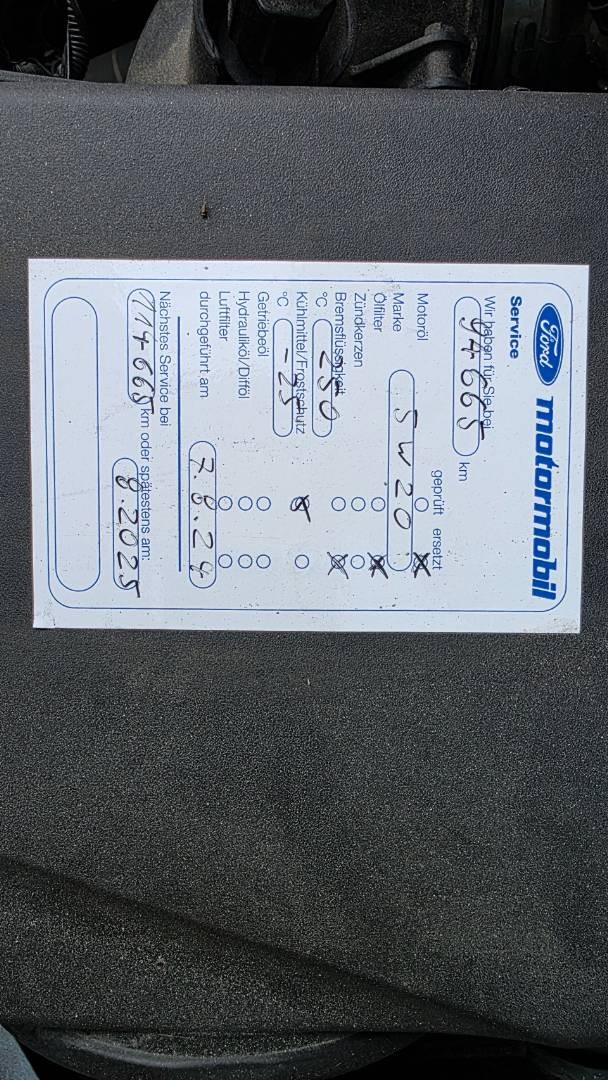 Ford motormobil
Service
Wir haben für Sie bei
94665 km
geprüft ersetzt
Motoröl
Marke 5W20
Ölfilter
Zündkerzen
Bremsflüssigkeit
°C 250
Kühlmittel/Frostschutz
°C -25
Getriebeöl
Hydrauliköl/Difföl
Luftfilter
durchgeführt am 7.8.24
Nächstes Service bei
114665 km oder spätestens am:
8.2025